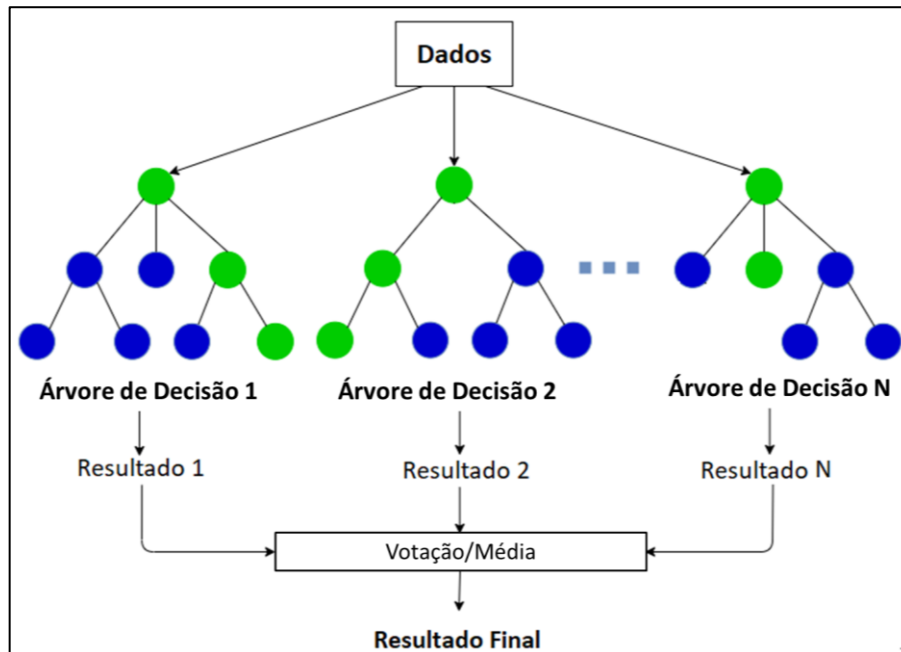 Dados
Árvore de Decisão 1
Árvore de Decisão 2
Árvore de Decisão N
Resultado 1
Resultado 2
Resultado N
Votação/Média
Resultado Final